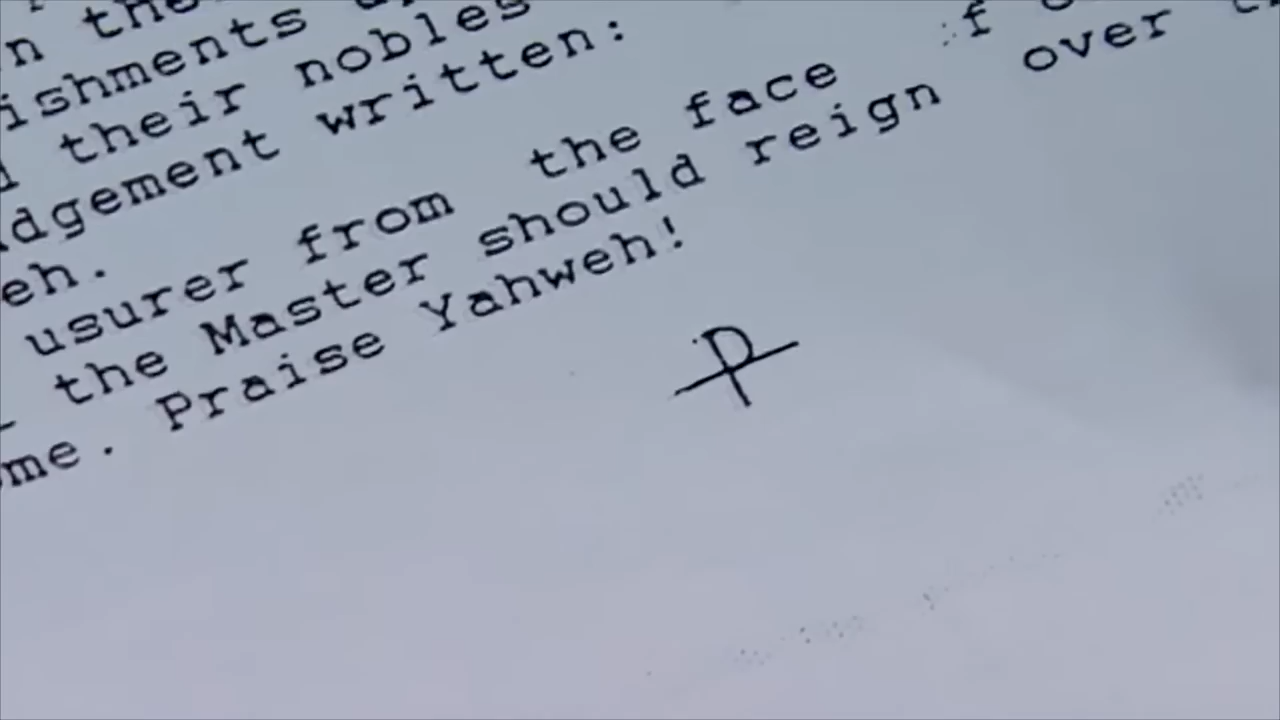 n the
ishments
their nobles
dgement written:
eh.
usurer from the face
the Master should reign over
me. Praise Yahweh!